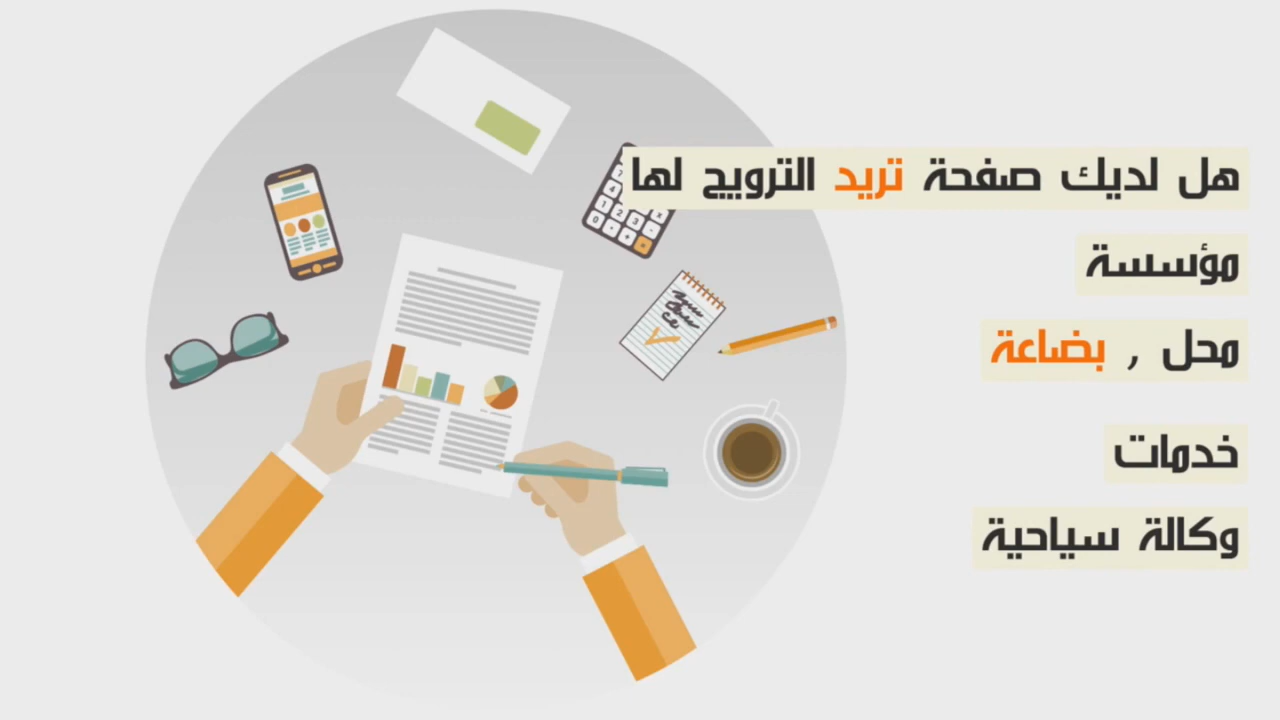 هل لديك صفحة تريد الترويج لها
مؤسسة
محل , بضاعة
خدمات
وكالة سياحية